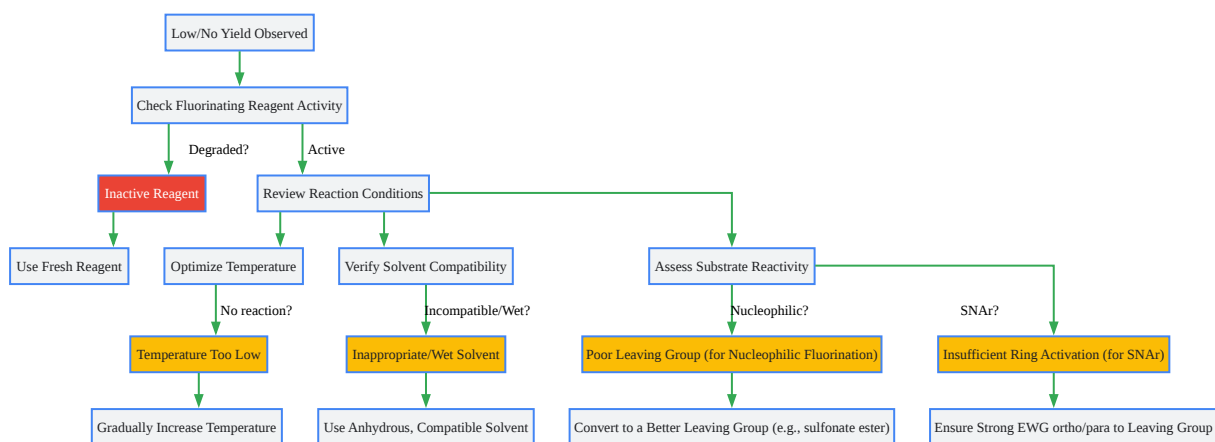 Low/No Yield Observed
Check Fluorinating Reagent Activity
Degraded?
Active
Inactive Reagent
Review Reaction Conditions
Use Fresh Reagent
Optimize Temperature
Verify Solvent Compatibility
Assess Substrate Reactivity
No reaction?
Incompatible/Wet?
Nucleophilic?
SNAr?
Temperature Too Low
Inappropriate/Wet Solvent
Poor Leaving Group (for Nucleophilic Fluorination)
Insufficient Ring Activation (for SNAr)
Gradually Increase Temperature
Use Anhydrous, Compatible Solvent
Convert to a Better Leaving Group (e.g., sulfonate ester)
Ensure Strong EWG ortho/para to Leaving Group